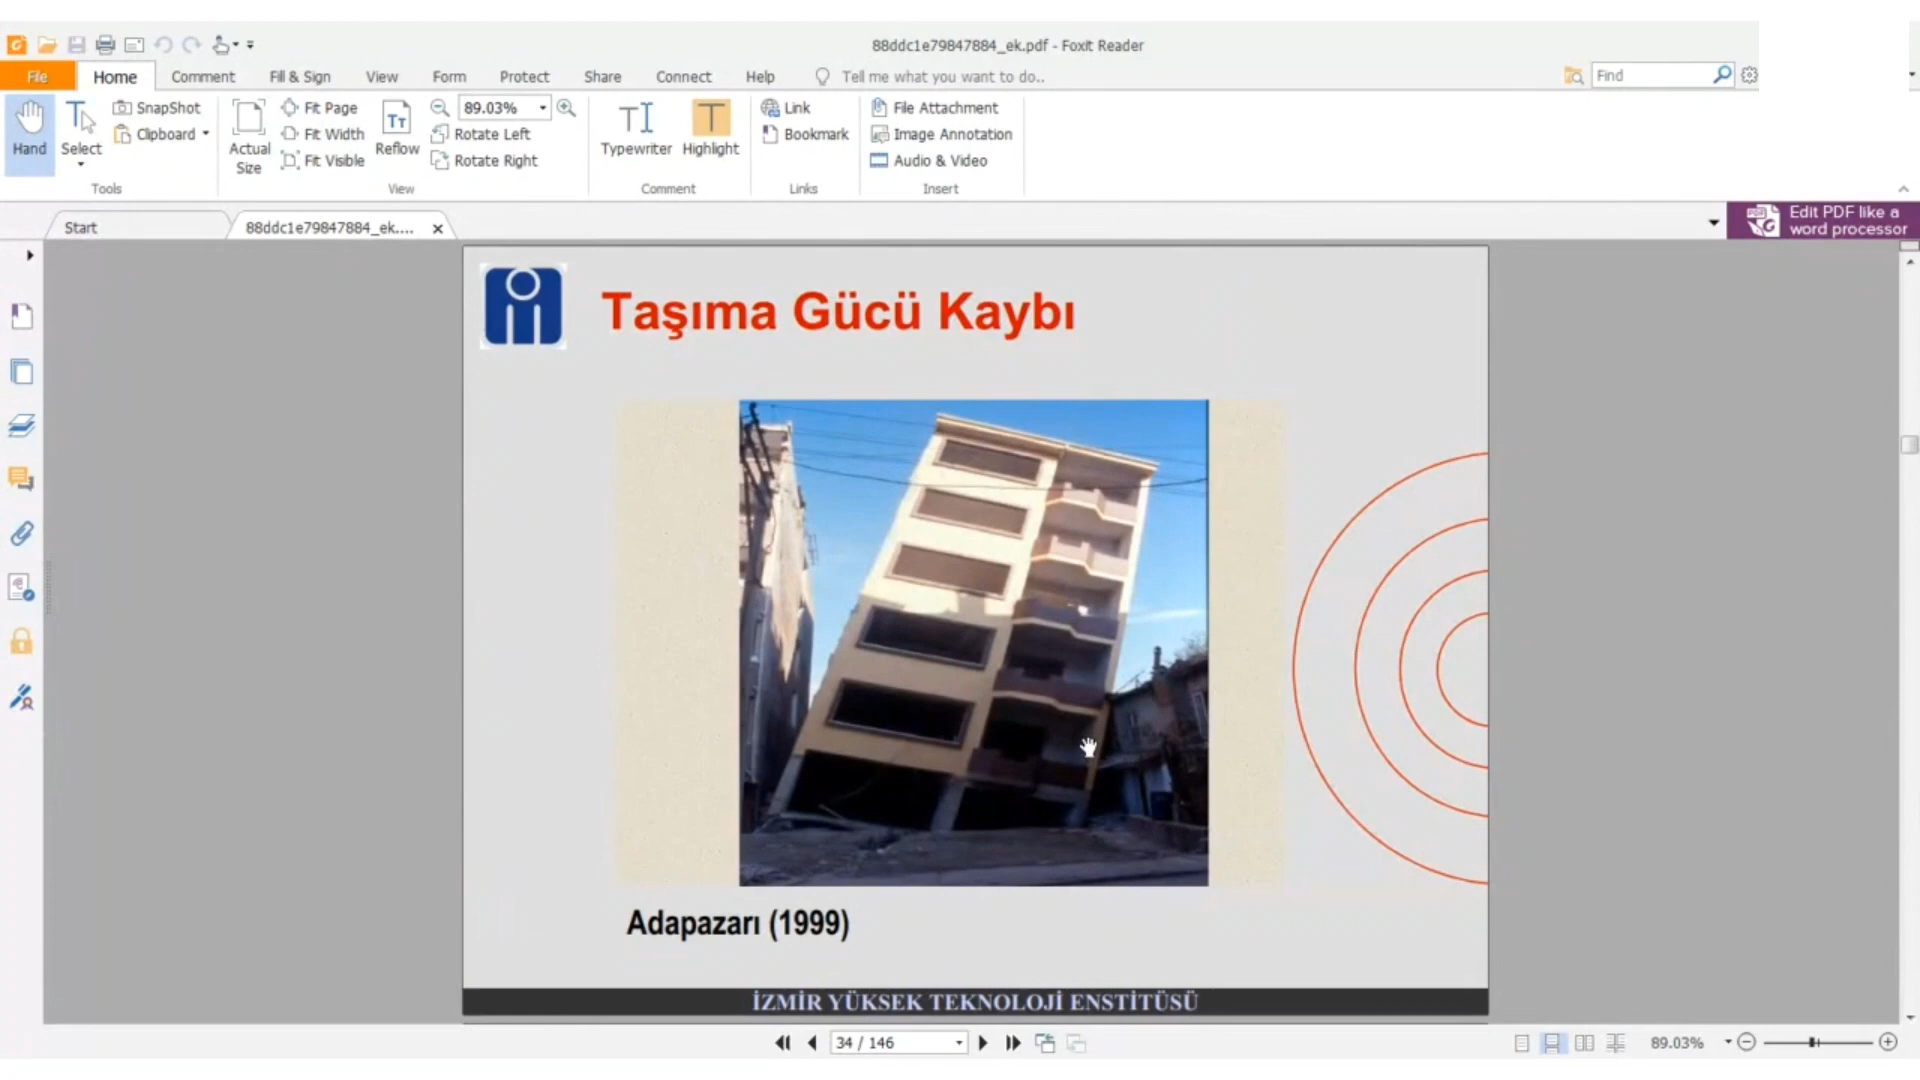 88ddc1e79847884_ek.pdf - Foxit Reader
File
Home
Comment
Fill & Sign
View
Form
Protect
Share
Connect
Help
Tell me what you want to do..
Find
Hand
Select
SnapShot
Clipboard
Tools
Actual
Size
Fit Page
Fit Width
Fit Visible
Reflow
89.03%
Rotate Left
Rotate Right
View
Typewriter
Highlight
Comment
Link
Bookmark
Links
File Attachment
Image Annotation
Audio & Video
Insert
Start
88ddc1e79847884_ek....
Edit PDF like a
word processor
Taşıma Gücü Kaybı
Adapazarı (1999)
İZMİR YÜKSEK TEKNOLOJİ ENSTİTÜSÜ
34 / 146
89.03%